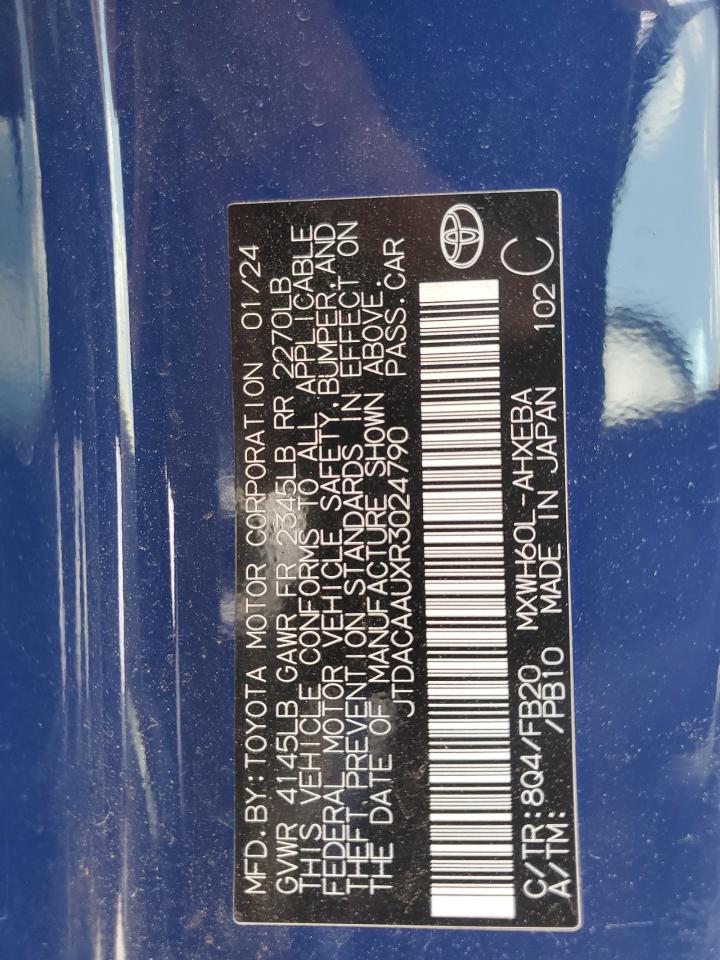 MFD.BY:TOYOTA MOTOR CORPORATION 01/24
GVWR 4145LB GAWR FR 2345LB RR 2270LB
THIS VEHICLE CONFORMS TO ALL APPLICABLE
FEDERAL MOTOR VEHICLE SAFETY,BUMPER,AND
THEFT PREVENTION STANDARDS IN EFFECT ON
THE DATE OF MANUFACTURE SHOWN ABOVE.
JTDACAAUXR3024790 PASS.CAR
C/TR:8Q4/FB20 MXWH60L-AHXEBA 102 C
A/TM: /PB10 MADE IN JAPAN